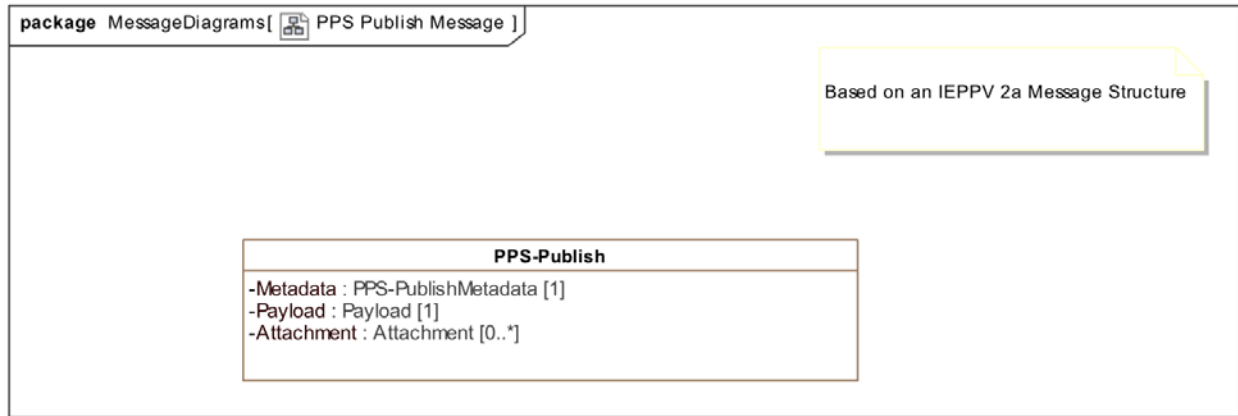 package MessageDiagrams[ PPS Publish Message ]
Based on an IEPPV 2a Message Structure
PPS-Publish
-Metadata : PPS-PublishMetadata [1]
-Payload : Payload [1]
-Attachment : Attachment [0..*]